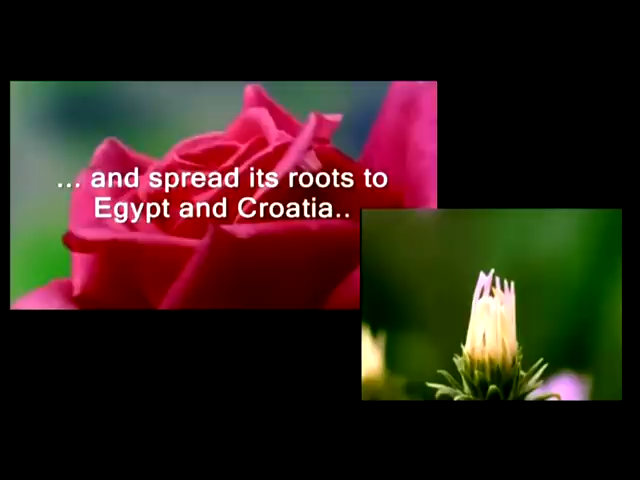 ... and spread its roots to
Egypt and Croatia..